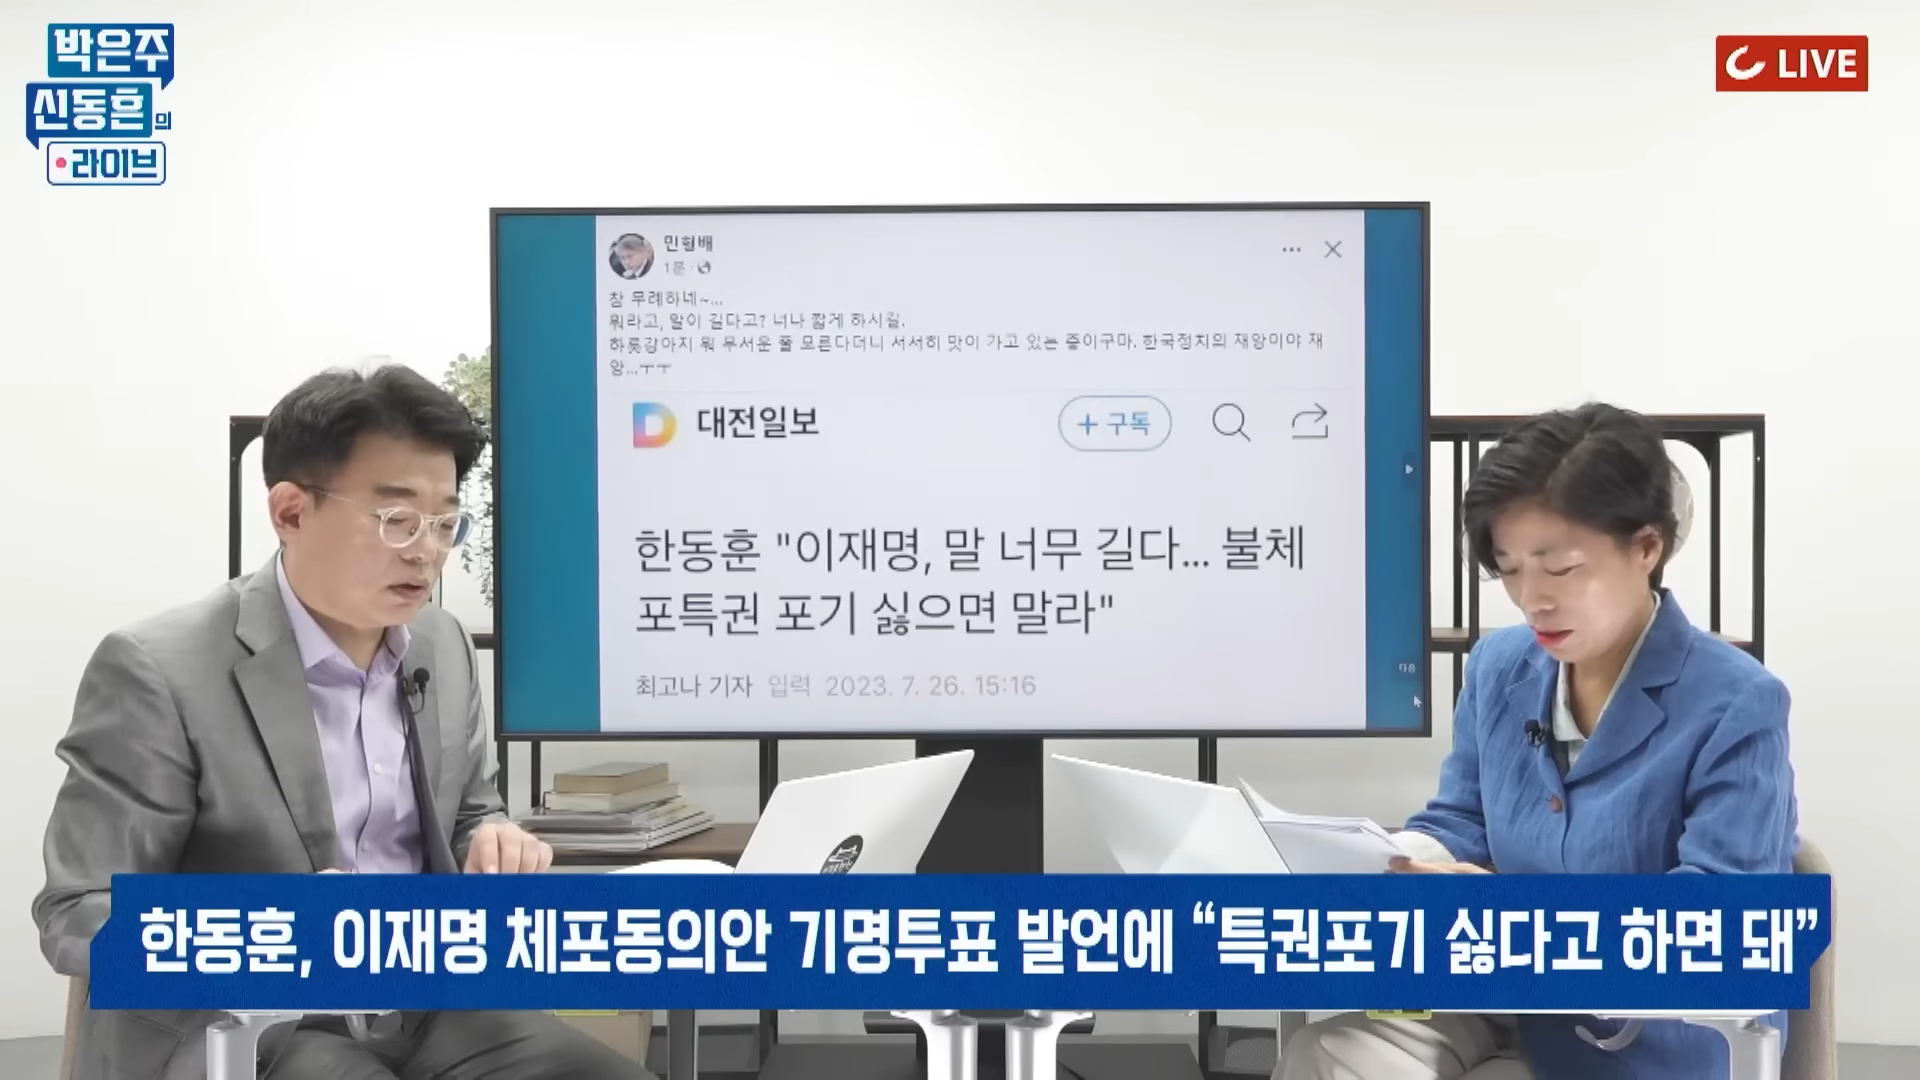 박은주
신동훈의
라이브
LIVE
민형배
1분
참 무례하네~...
뭐라고, 말이 길다고? 너나 짧게 하시길.
하룻강아지 뭐 무서운 줄 모른다더니 서서히 맛이 가고 있는 중이구마. 한국정치의 재앙이야 재
앙...ㅜㅜ
대전일보
+ 구독
한동훈 "이재명, 말 너무 길다... 불체
포특권 포기 싫으면 말라"
최고나 기자 입력 2023. 7. 26. 15:16
다음
한동훈, 이재명 체포동의안 기명투표 발언에 “특권포기 싫다고 하면 돼”